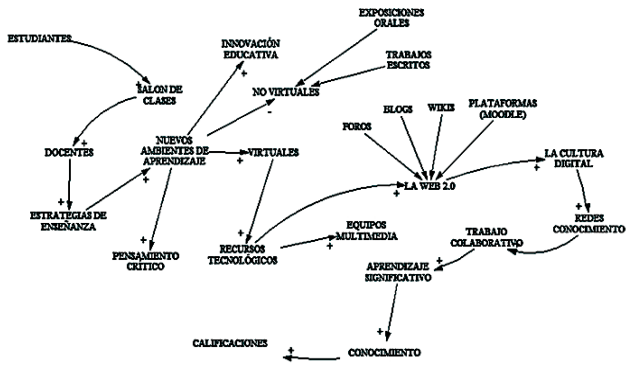 EXPOSICIONES
ORALES
ESTUDIANTES
INNOVACIÓN
EDUCATIVA
TRABAJOS
ESCRITOS
+
+
SALON DE
CLASES
NO VIRTUALES
-
BLOGS
WIKIS
PLATAFORMAS
(MOODLE)
FOROS
+
DOCENTES
NUEVOS
AMBIENTES DE
APRENDIZAJE
+
VIRTUALES
LA CULTURA
DIGITAL
+
+
LA WEB 2.0
+
+
ESTRATEGIAS DE
ENSEÑANZA
+
REDES
CONOCIMIENTO
+
PENSAMIENTO
CRÍTICO
+
RECURSOS
TECNOLÓGICOS
EQUIPOS
MULTIMEDIA
+
TRABAJO
COLABORATIVO
+
APRENDIZAJE
SIGNIFICATIVO
+
CALIFICACIONES
+
CONOCIMIENTO